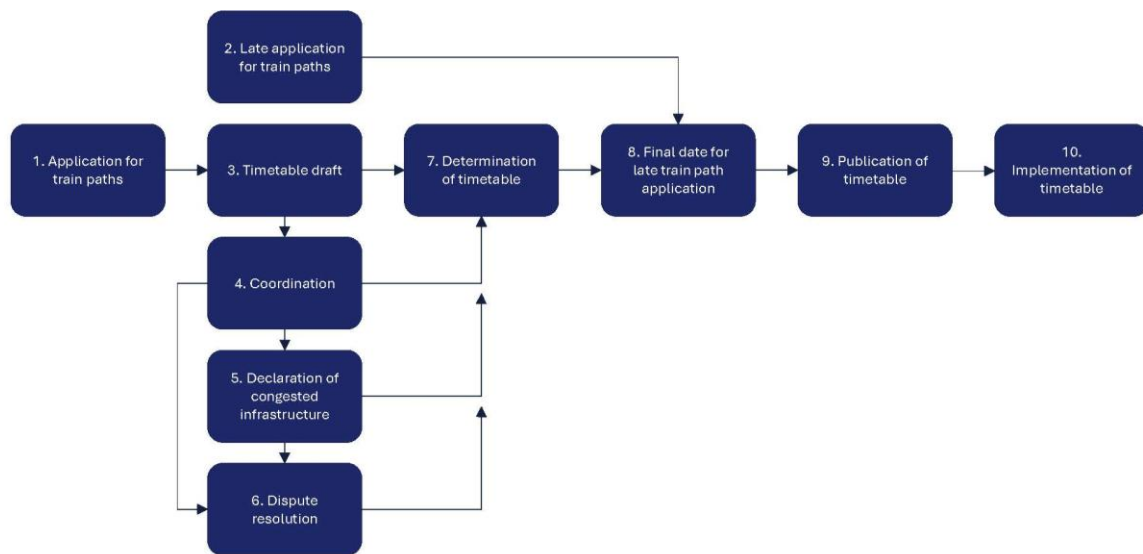 2. Late application
for train paths
1. Application for
train paths
3. Timetable draft
7. Determination
of timetable
8. Final date for
late train path
application
9. Publication of
timetable
10.
Implementation of
timetable
4. Coordination
5. Declaration of
congested
infrastructure
6. Dispute
resolution